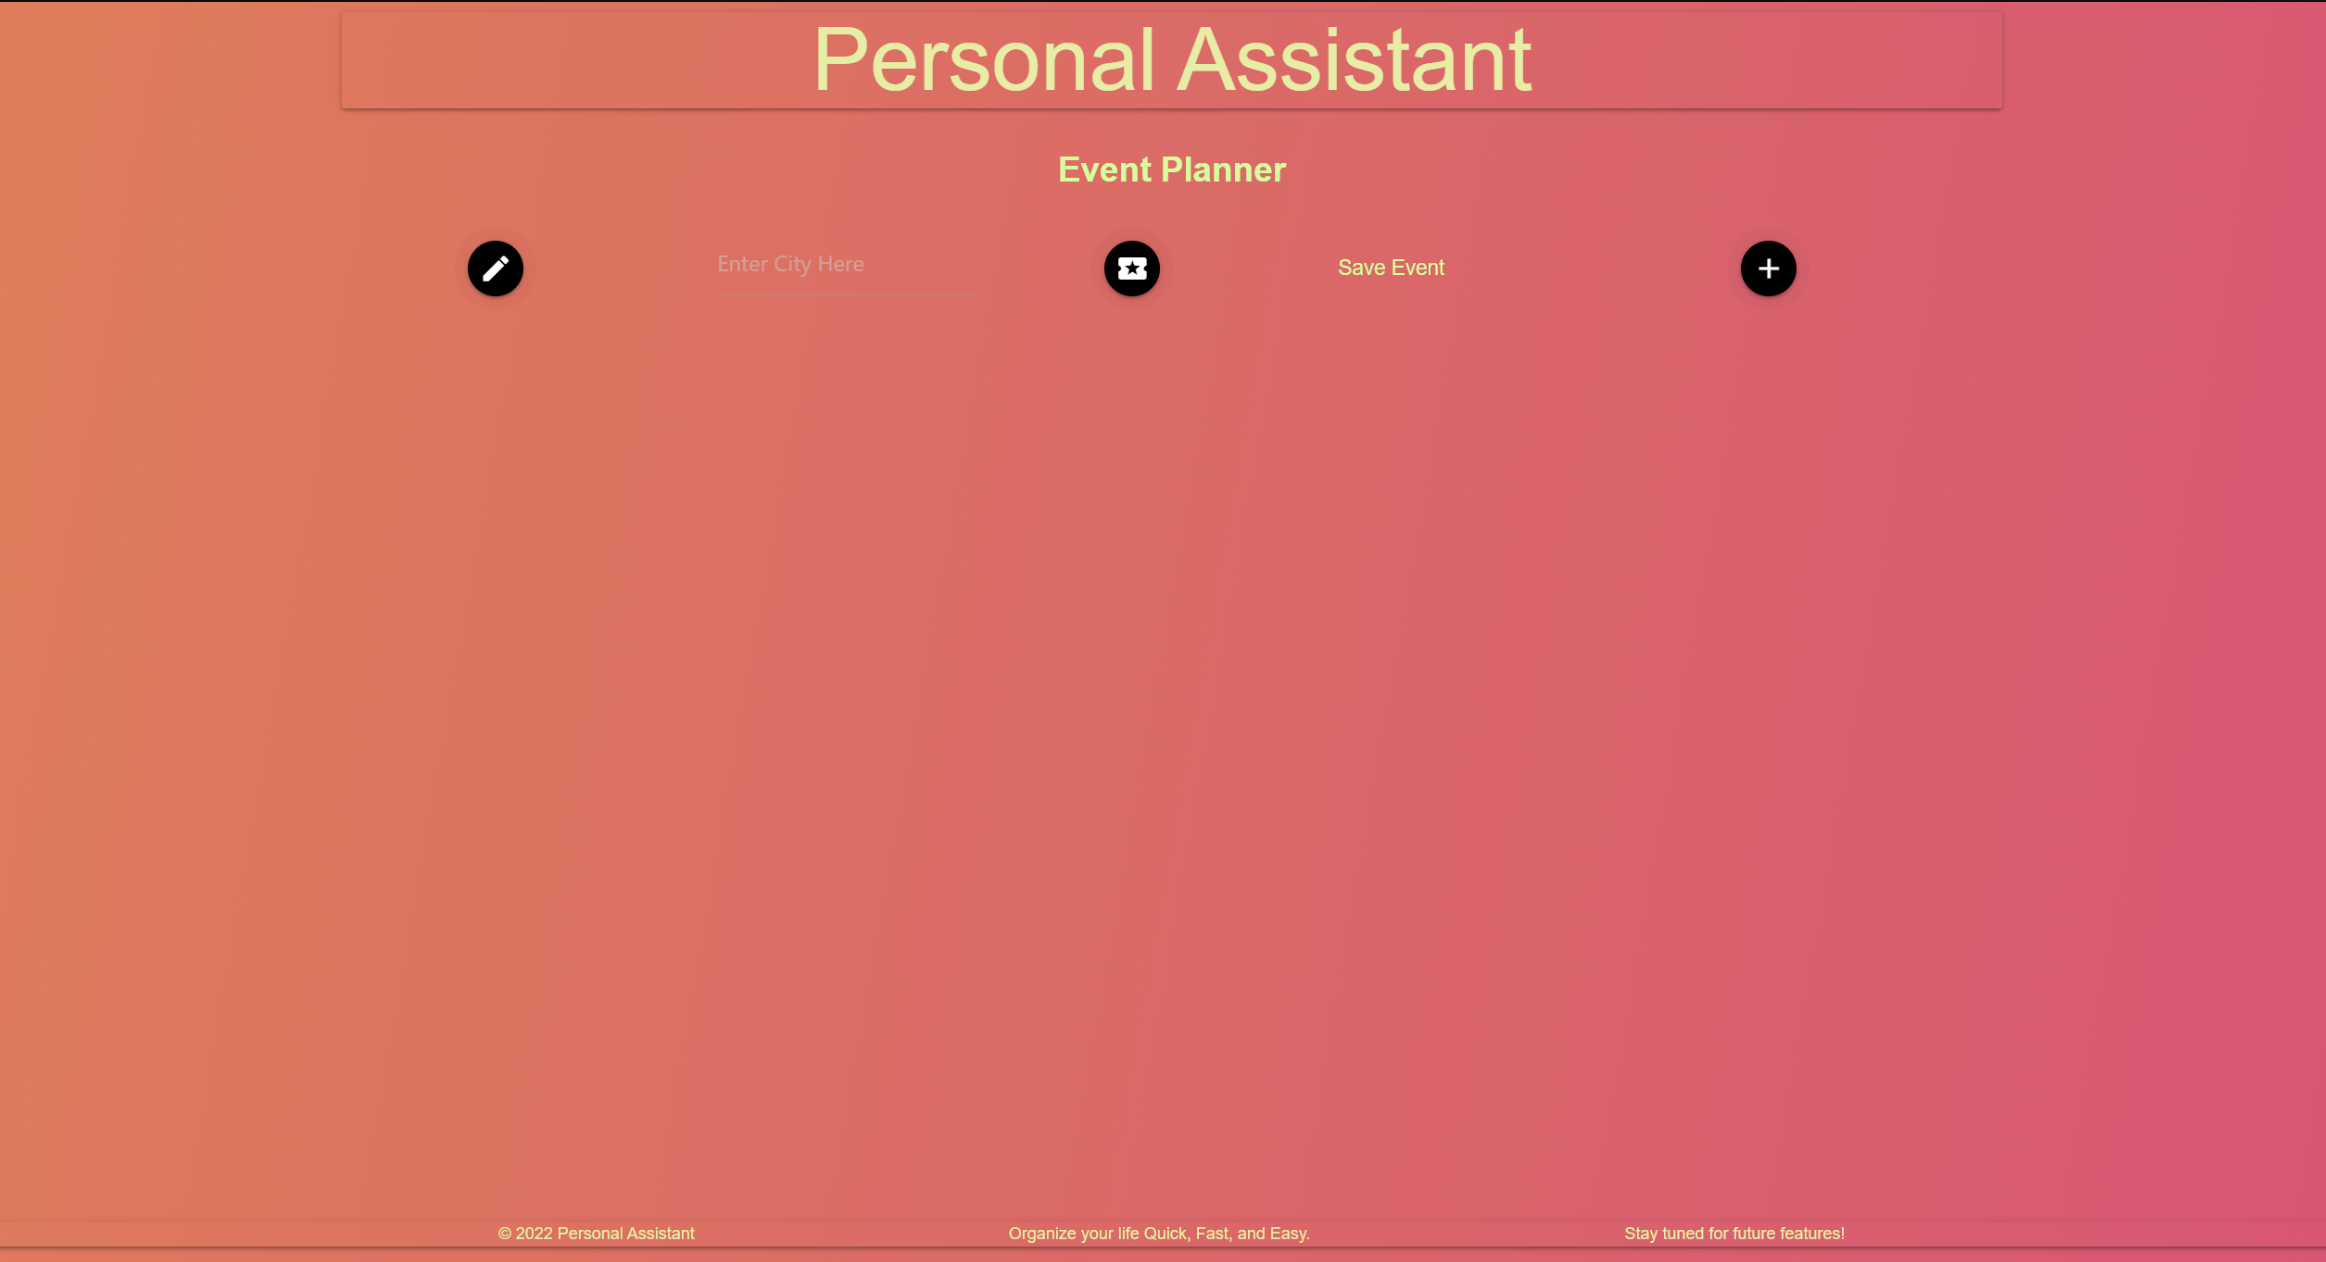 Personal Assistant
Event Planner
Enter City Here
Save Event
© 2022 Personal Assistant
Organize your life Quick, Fast, and Easy.
Stay tuned for future features!